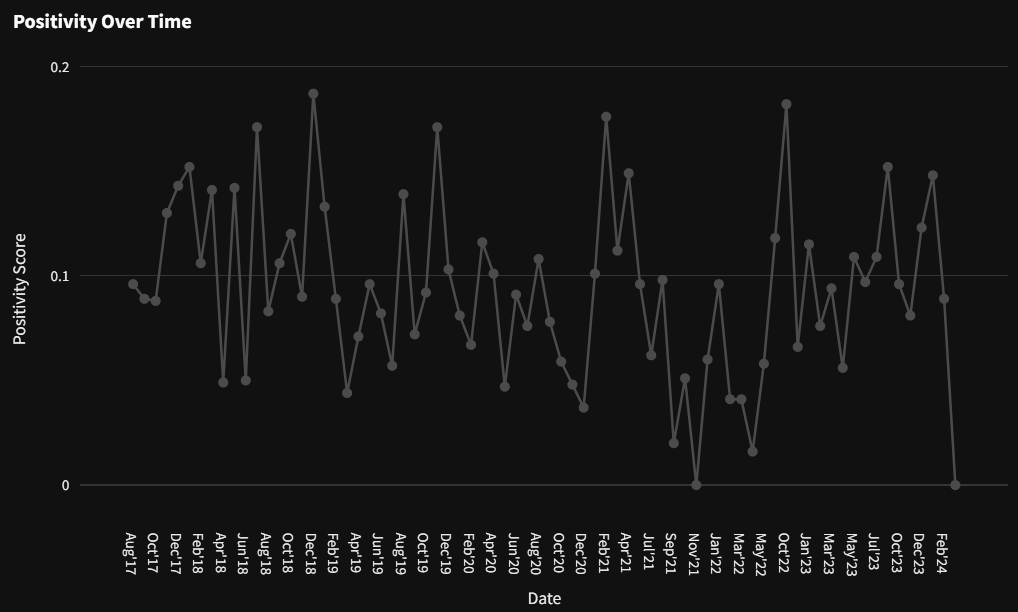 Positivity Over Time
0.2
0.1
0
Positivity Score
Aug'17
Oct'17
Dec'17
Feb'18
Apr'18
Jun'18
Aug'18
Oct'18
Dec'18
Feb'19
Apr'19
Jun'19
Aug'19
Oct'19
Dec'19
Feb'20
Apr'20
Jun'20
Aug'20
Oct'20
Dec'20
Feb'21
Apr'21
Jul'21
Sep'21
Nov'21
Jan'22
Mar'22
May'22
Oct'22
Jan'23
Mar'23
May'23
Jul'23
Oct'23
Dec'23
Feb'24
Date